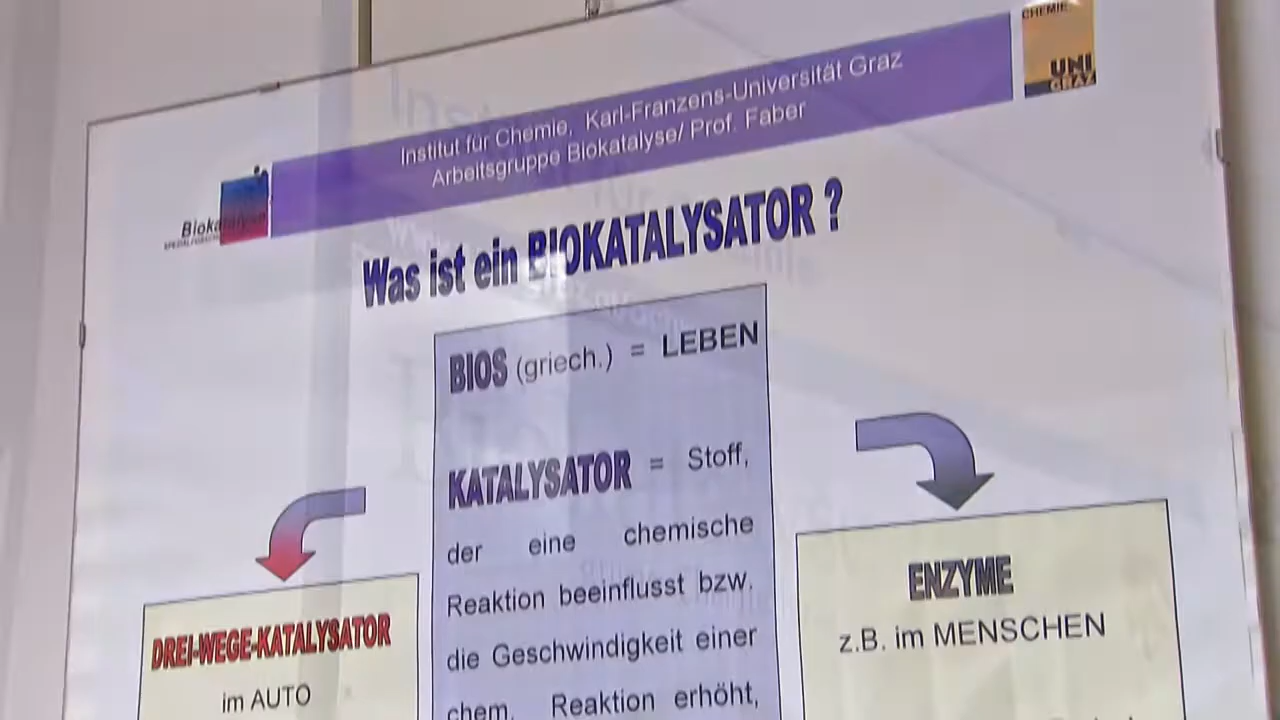 CHEMIE
UNI
GRAZ
Institut für Chemie, Karl-Franzens-Universität Graz
Arbeitsgruppe Biokatalyse/ Prof. Faber
Biokatalyse
Was ist ein BIOKATALYSATOR ?
BIOS (griech.) = LEBEN
KATALYSATOR = Stoff,
der eine chemische
Reaktion beeinflusst bzw.
die Geschwindigkeit einer
chem. Reaktion erhöht,
DREI-WEGE-KATALYSATOR
im AUTO
ENZYME
z.B. im MENSCHEN